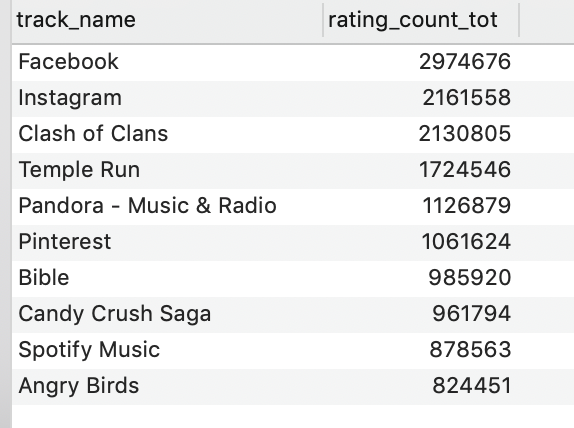 track_name rating_count_tot
Facebook 2974676
Instagram 2161558
Clash of Clans 2130805
Temple Run 1724546
Pandora - Music & Radio 1126879
Pinterest 1061624
Bible 985920
Candy Crush Saga 961794
Spotify Music 878563
Angry Birds 824451